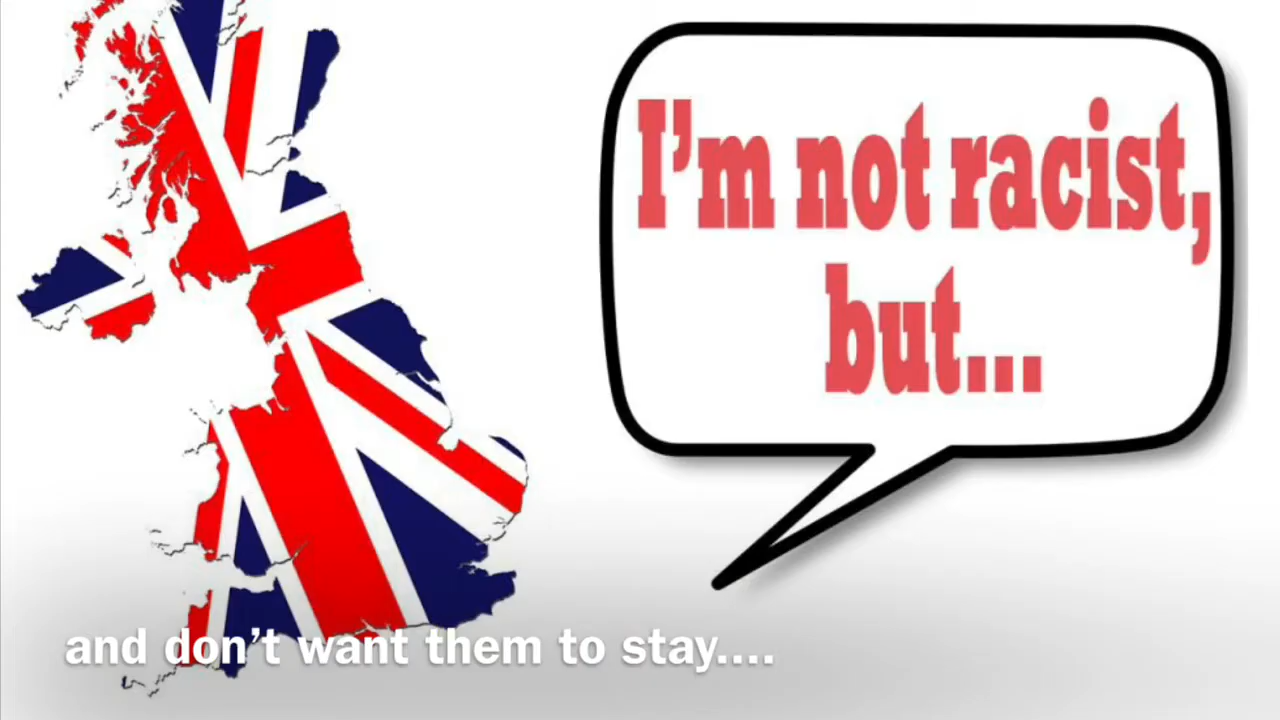 I'm not racist,
but...
and don't want them to stay....